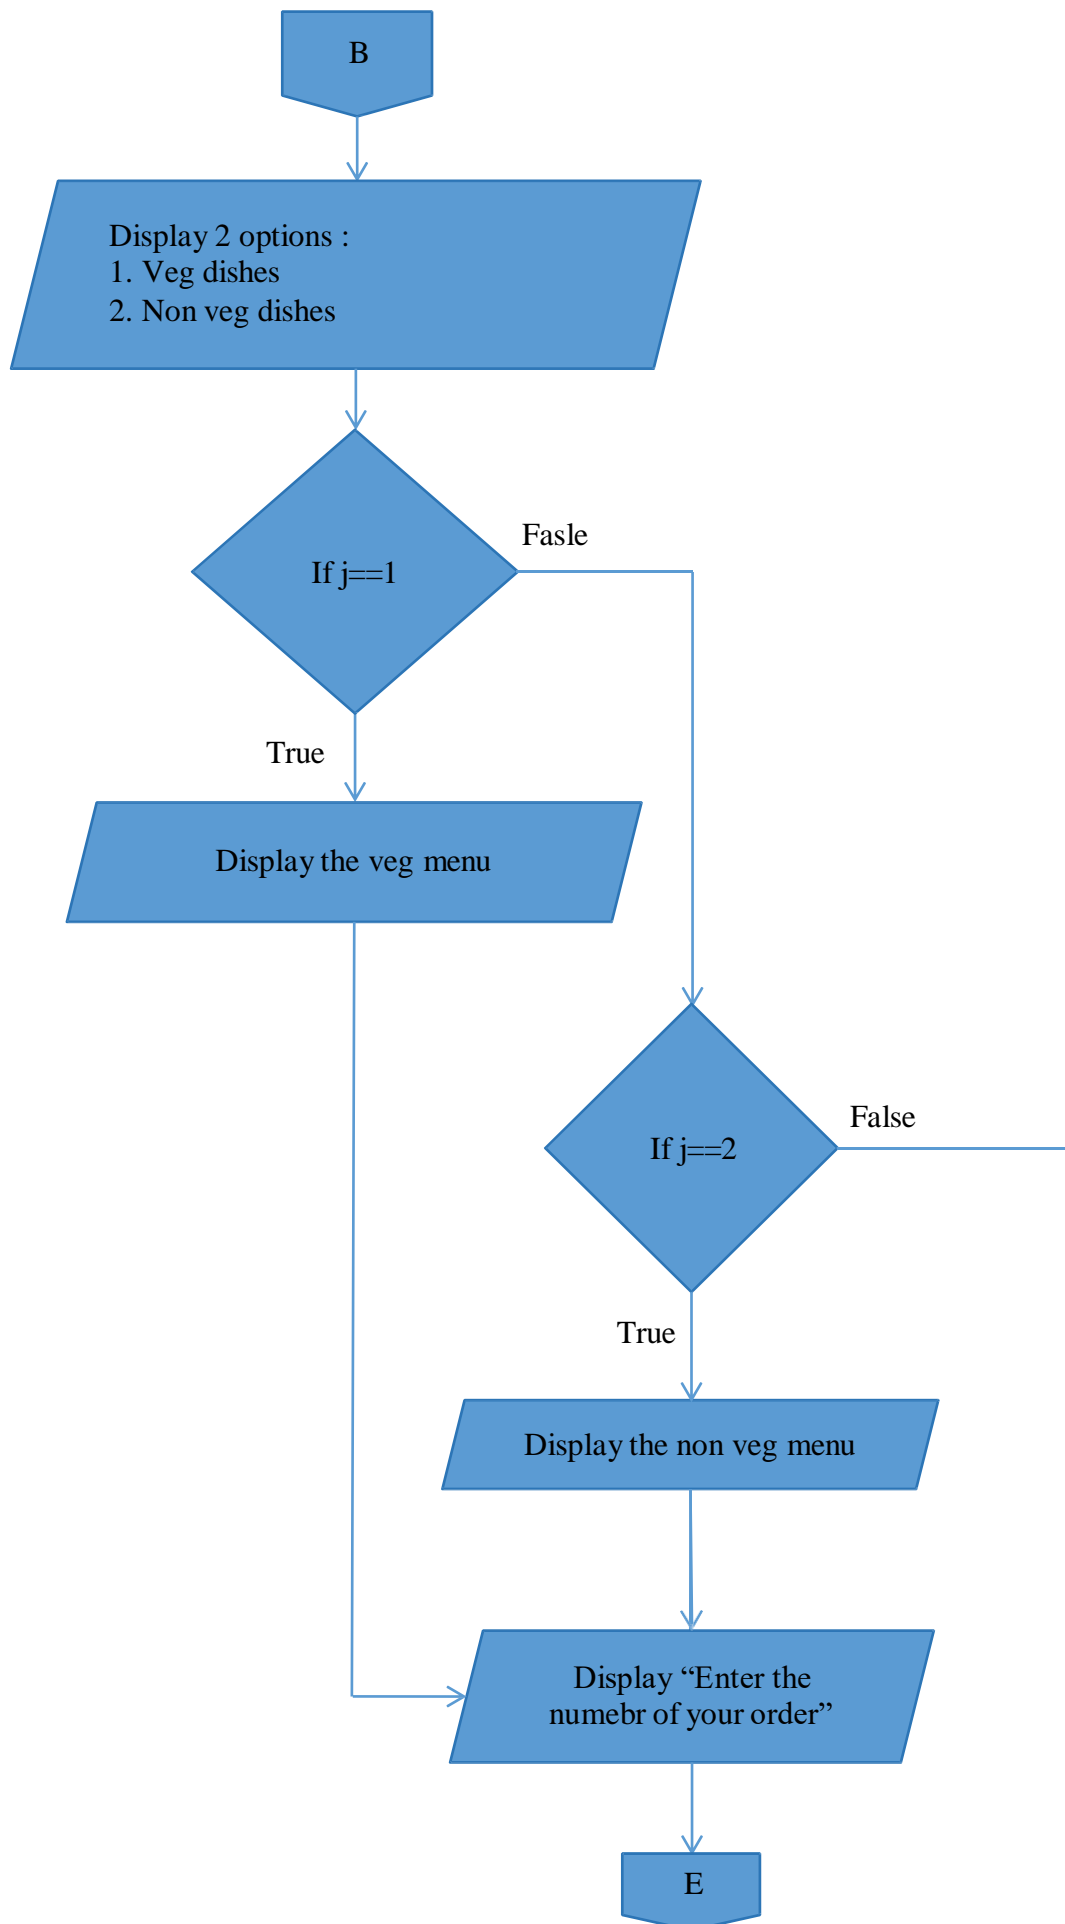 B
Display 2 options :
1. Veg dishes
2. Non veg dishes
Fasle
If j==1
True
Display the veg menu
False
If j==2
True
Display the non veg menu
Display “Enter the
numebr of your order”
E